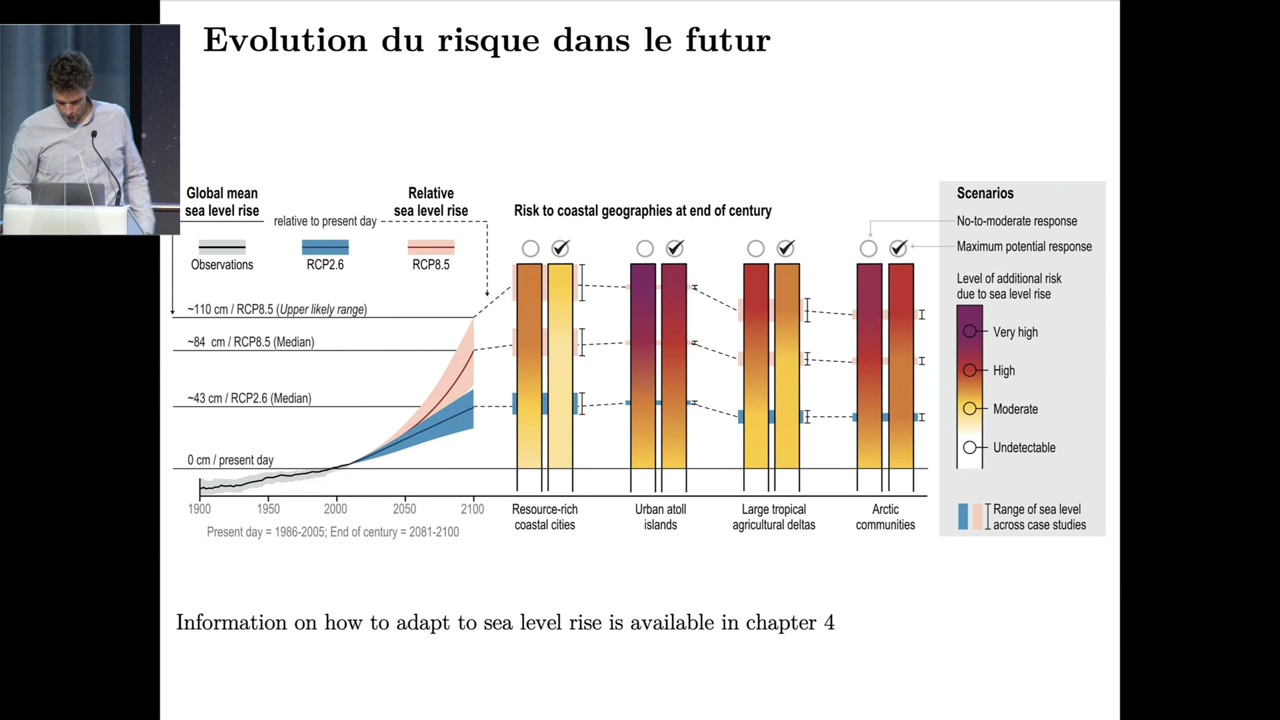 Evolution du risque dans le futur
Global mean
sea level rise
relative to present day
Relative
sea level rise
Observations
RCP2.6
RCP8.5
~110 cm / RCP8.5 (Upper likely range)
~84 cm / RCP8.5 (Median)
~43 cm / RCP2.6 (Median)
0 cm / present day
1900
1950
2000
2050
2100
Present day = 1986-2005; End of century = 2081-2100
Risk to coastal geographies at end of century
Resource-rich
coastal cities
Urban atoll
islands
Large tropical
agricultural deltas
Arctic
communities
Scenarios
No-to-moderate response
Maximum potential response
Level of additional risk
due to sea level rise
Very high
High
Moderate
Undetectable
Range of sea level
across case studies
Information on how to adapt to sea level rise is available in chapter 4